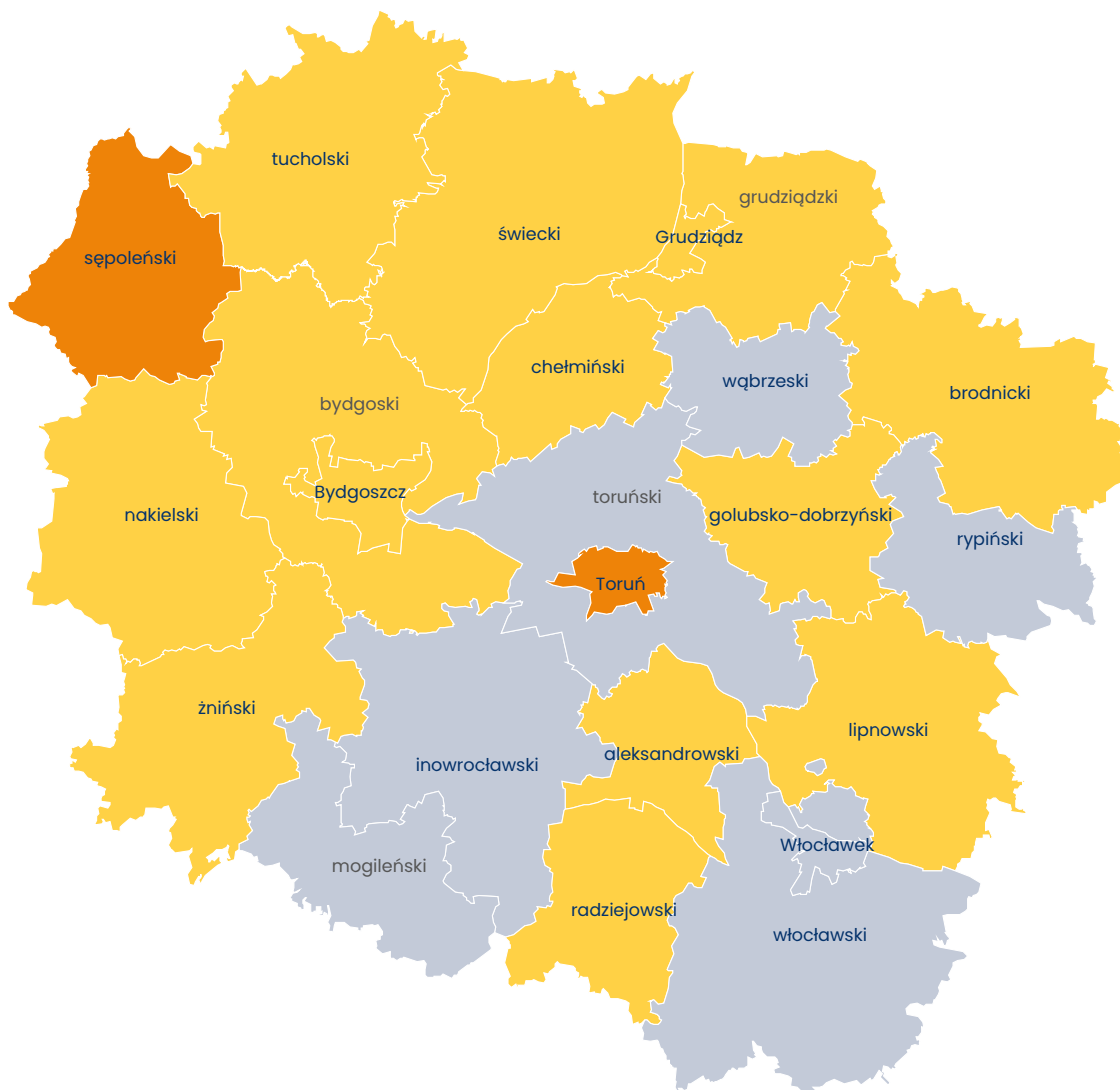 tucholski
grudziądzki
świecki
Grudziądz
sępoleński
chełmiński
wąbrzeski
brodnicki
bydgoski
Bydgoszcz
toruński
nakielski
golubsko-dobrzyński
rypiński
Toruń
żniński
lipnowski
aleksandrowski
inowrocławski
Włocławek
mogileński
radziejowski
włocławski